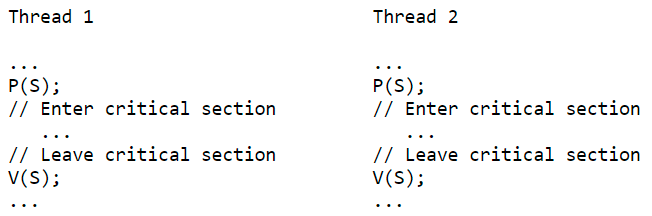 Thread 1
...
P(S);
// Enter critical section
...
// Leave critical section
V(S);
...
Thread 2
...
P(S);
// Enter critical section
...
// Leave critical section
V(S);
...